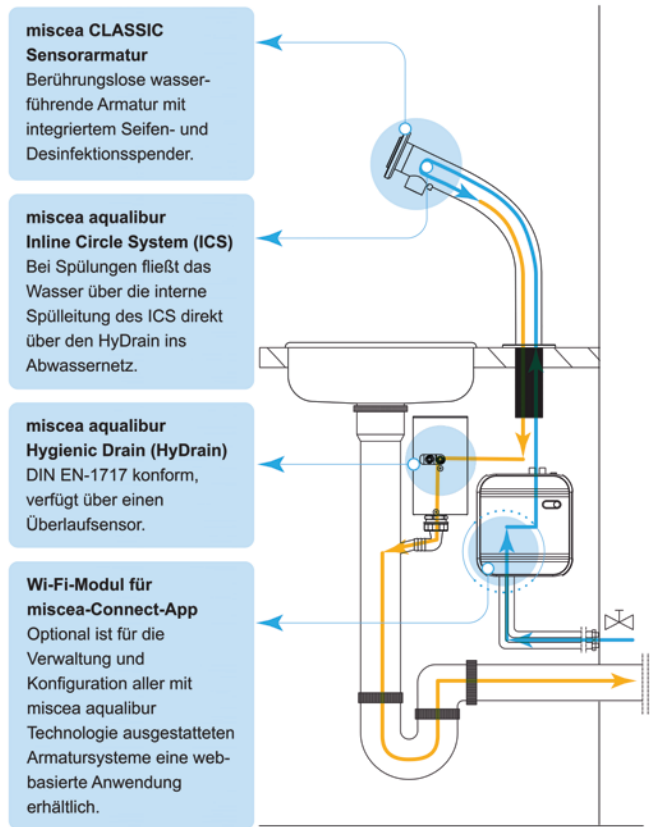 miscea CLASSIC
Sensorarmatur
Berührungslose wasser-
führende Armatur mit
integriertem Seifen- und
Desinfektionsspender.
miscea aqualibur
Inline Circle System (ICS)
Bei Spülungen fließt das
Wasser über die interne
Spülleitung des ICS direkt
über den HyDrain ins
Abwassernetz.
miscea aqualibur
Hygienic Drain (HyDrain)
DIN EN-1717 konform,
verfügt über einen
Überlaufsensor.
Wi-Fi-Modul für
miscea-Connect-App
Optional ist für die
Verwaltung und
Konfiguration aller mit
miscea aqualibur
Technologie ausgestatteten
Armatursysteme eine web-
basierte Anwendung
erhältlich.